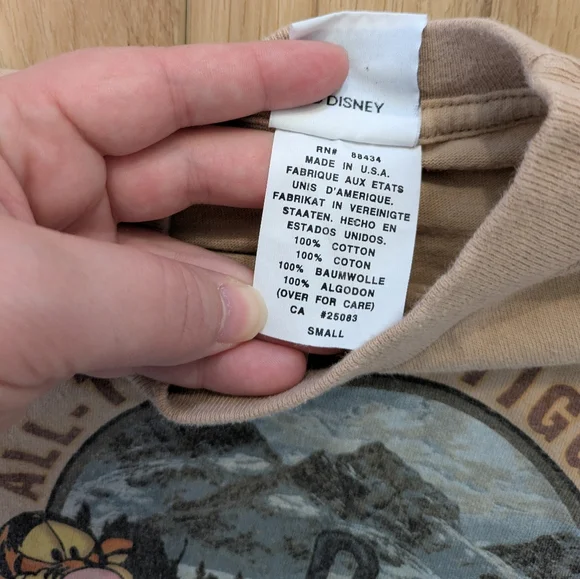 DISNEY
RN# 88434
MADE IN U.S.A.
FABRIQUE AUX ETATS
UNIS D'AMERIQUE.
FABRIKAT IN VEREINIGTE
STAATEN. HECHO EN
ESTADOS UNIDOS.
100% COTTON
100% COTON
100% BAUMWOLLE
100% ALGODON
(OVER FOR CARE)
CA #25083
SMALL
ALL-